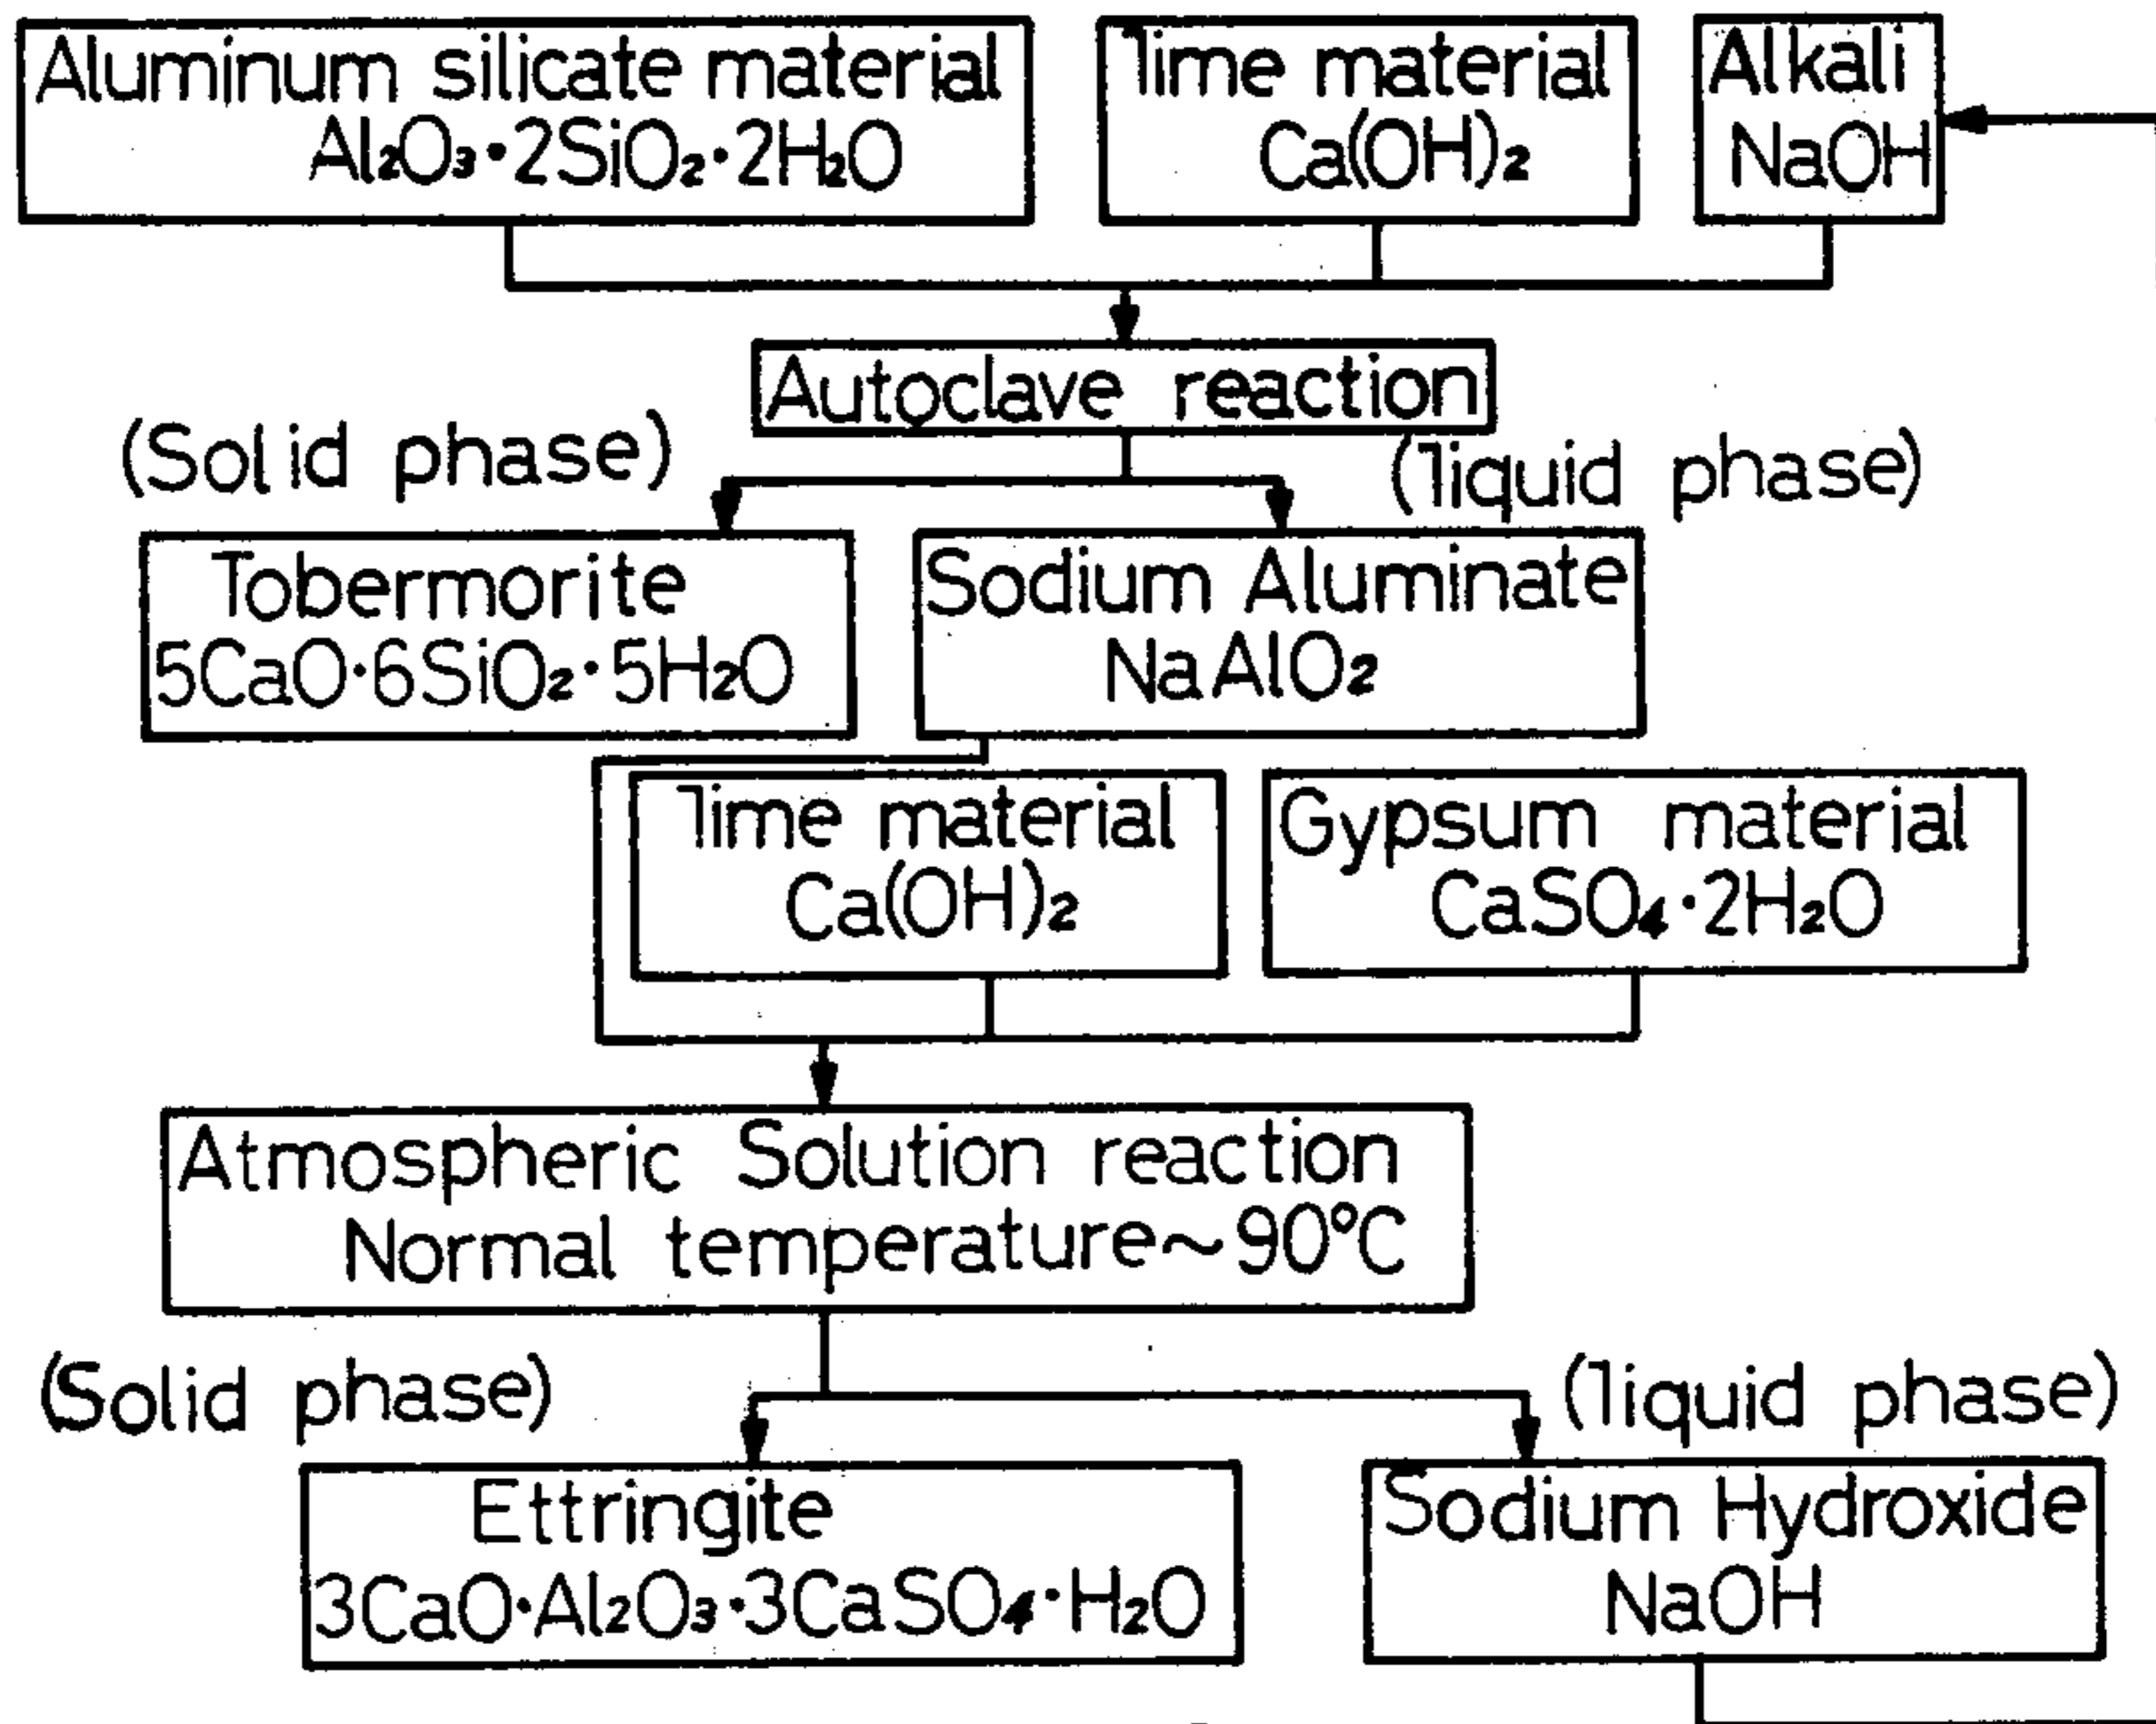 Aluminum silicate material
Al₂O₃·2SiO₂·2H₂O
lime material
Ca(OH)₂
Alkali
NaOH
Autoclave reaction
(Solid phase)
(liquid phase)
Tobermorite
5CaO·6SiO₂·5H₂O
Sodium Aluminate
NaAlO₂
lime material
Ca(OH)₂
Gypsum material
CaSO₄·2H₂O
Atmospheric Solution reaction
Normal temperature~90°C
(Solid phase)
(liquid phase)
Ettringite
3CaO·Al₂O₃·3CaSO₄·H₂O
Sodium Hydroxide
NaOH